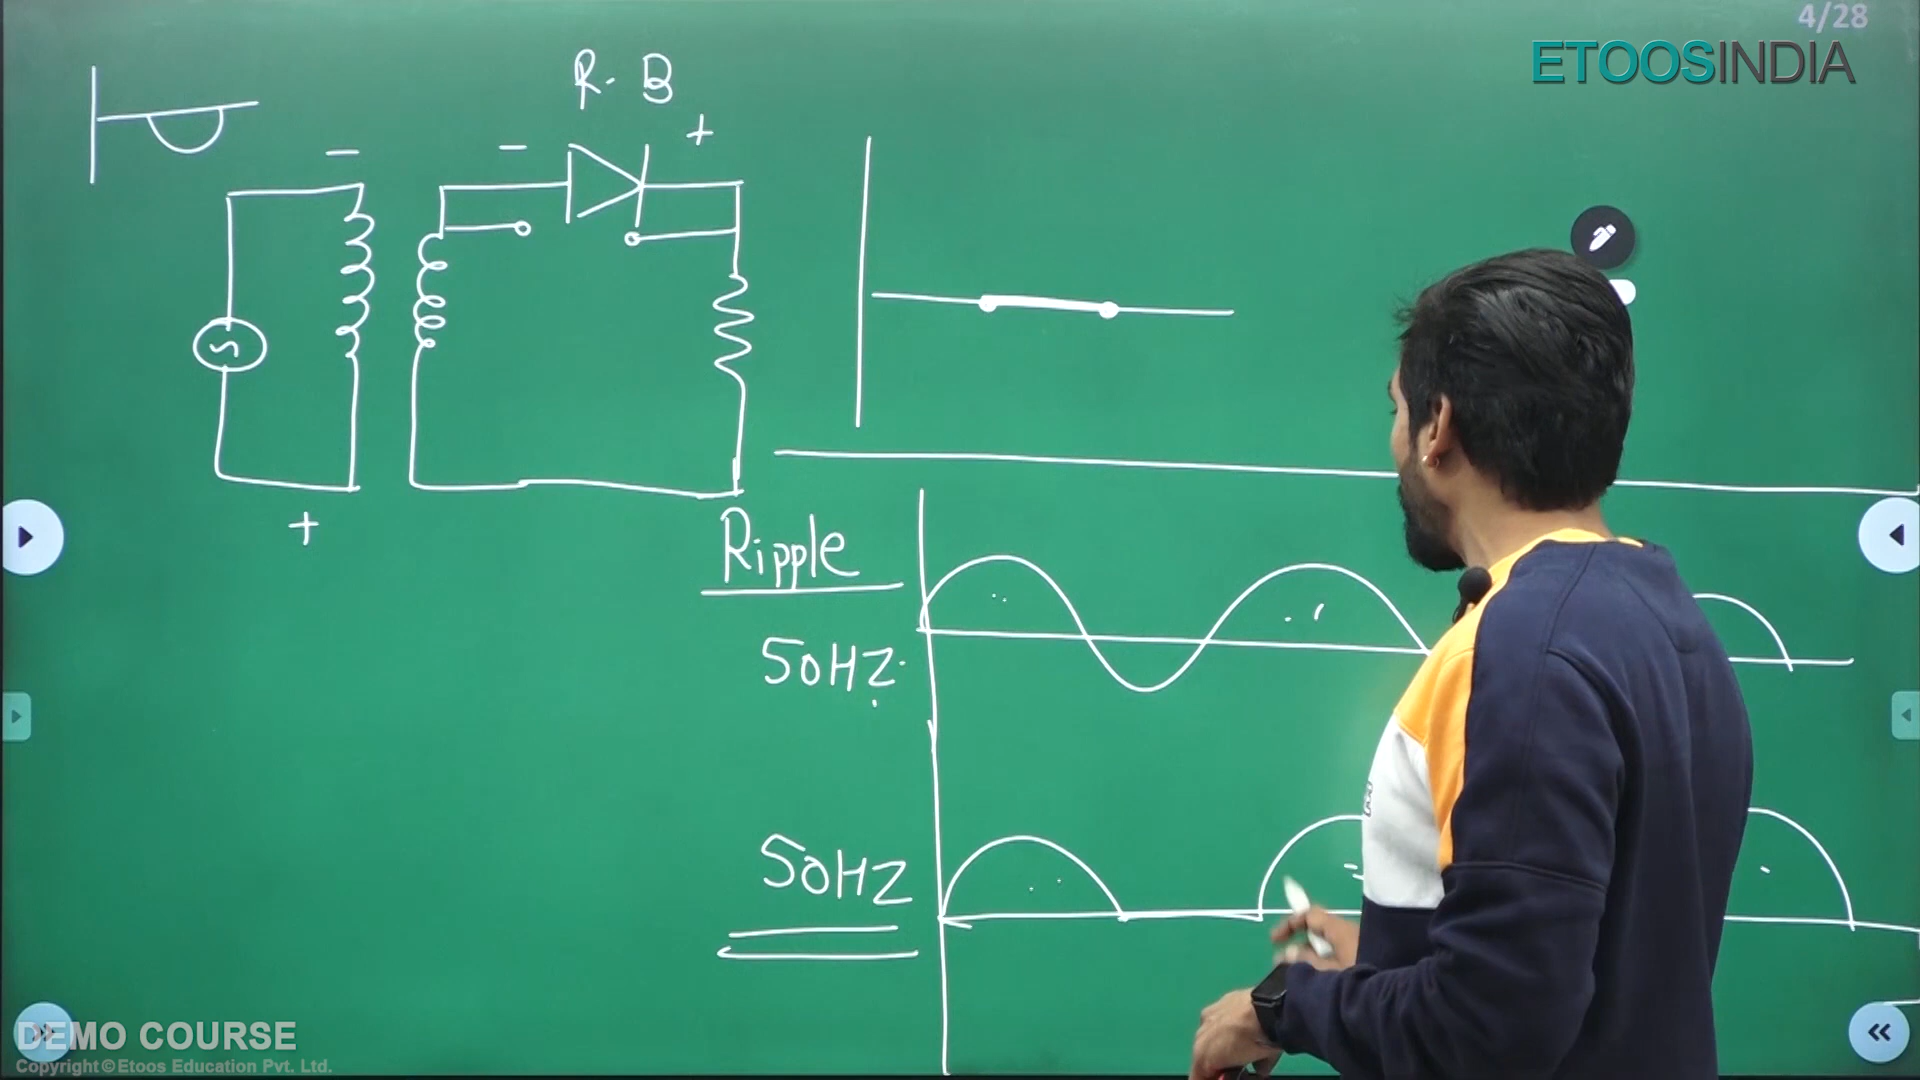 4/28
ETOOSINDIA
R. B
+
-
-
+
Ripple
50HZ
50HZ
DEMO COURSE
Copyright © Etoos Education Pvt. Ltd.